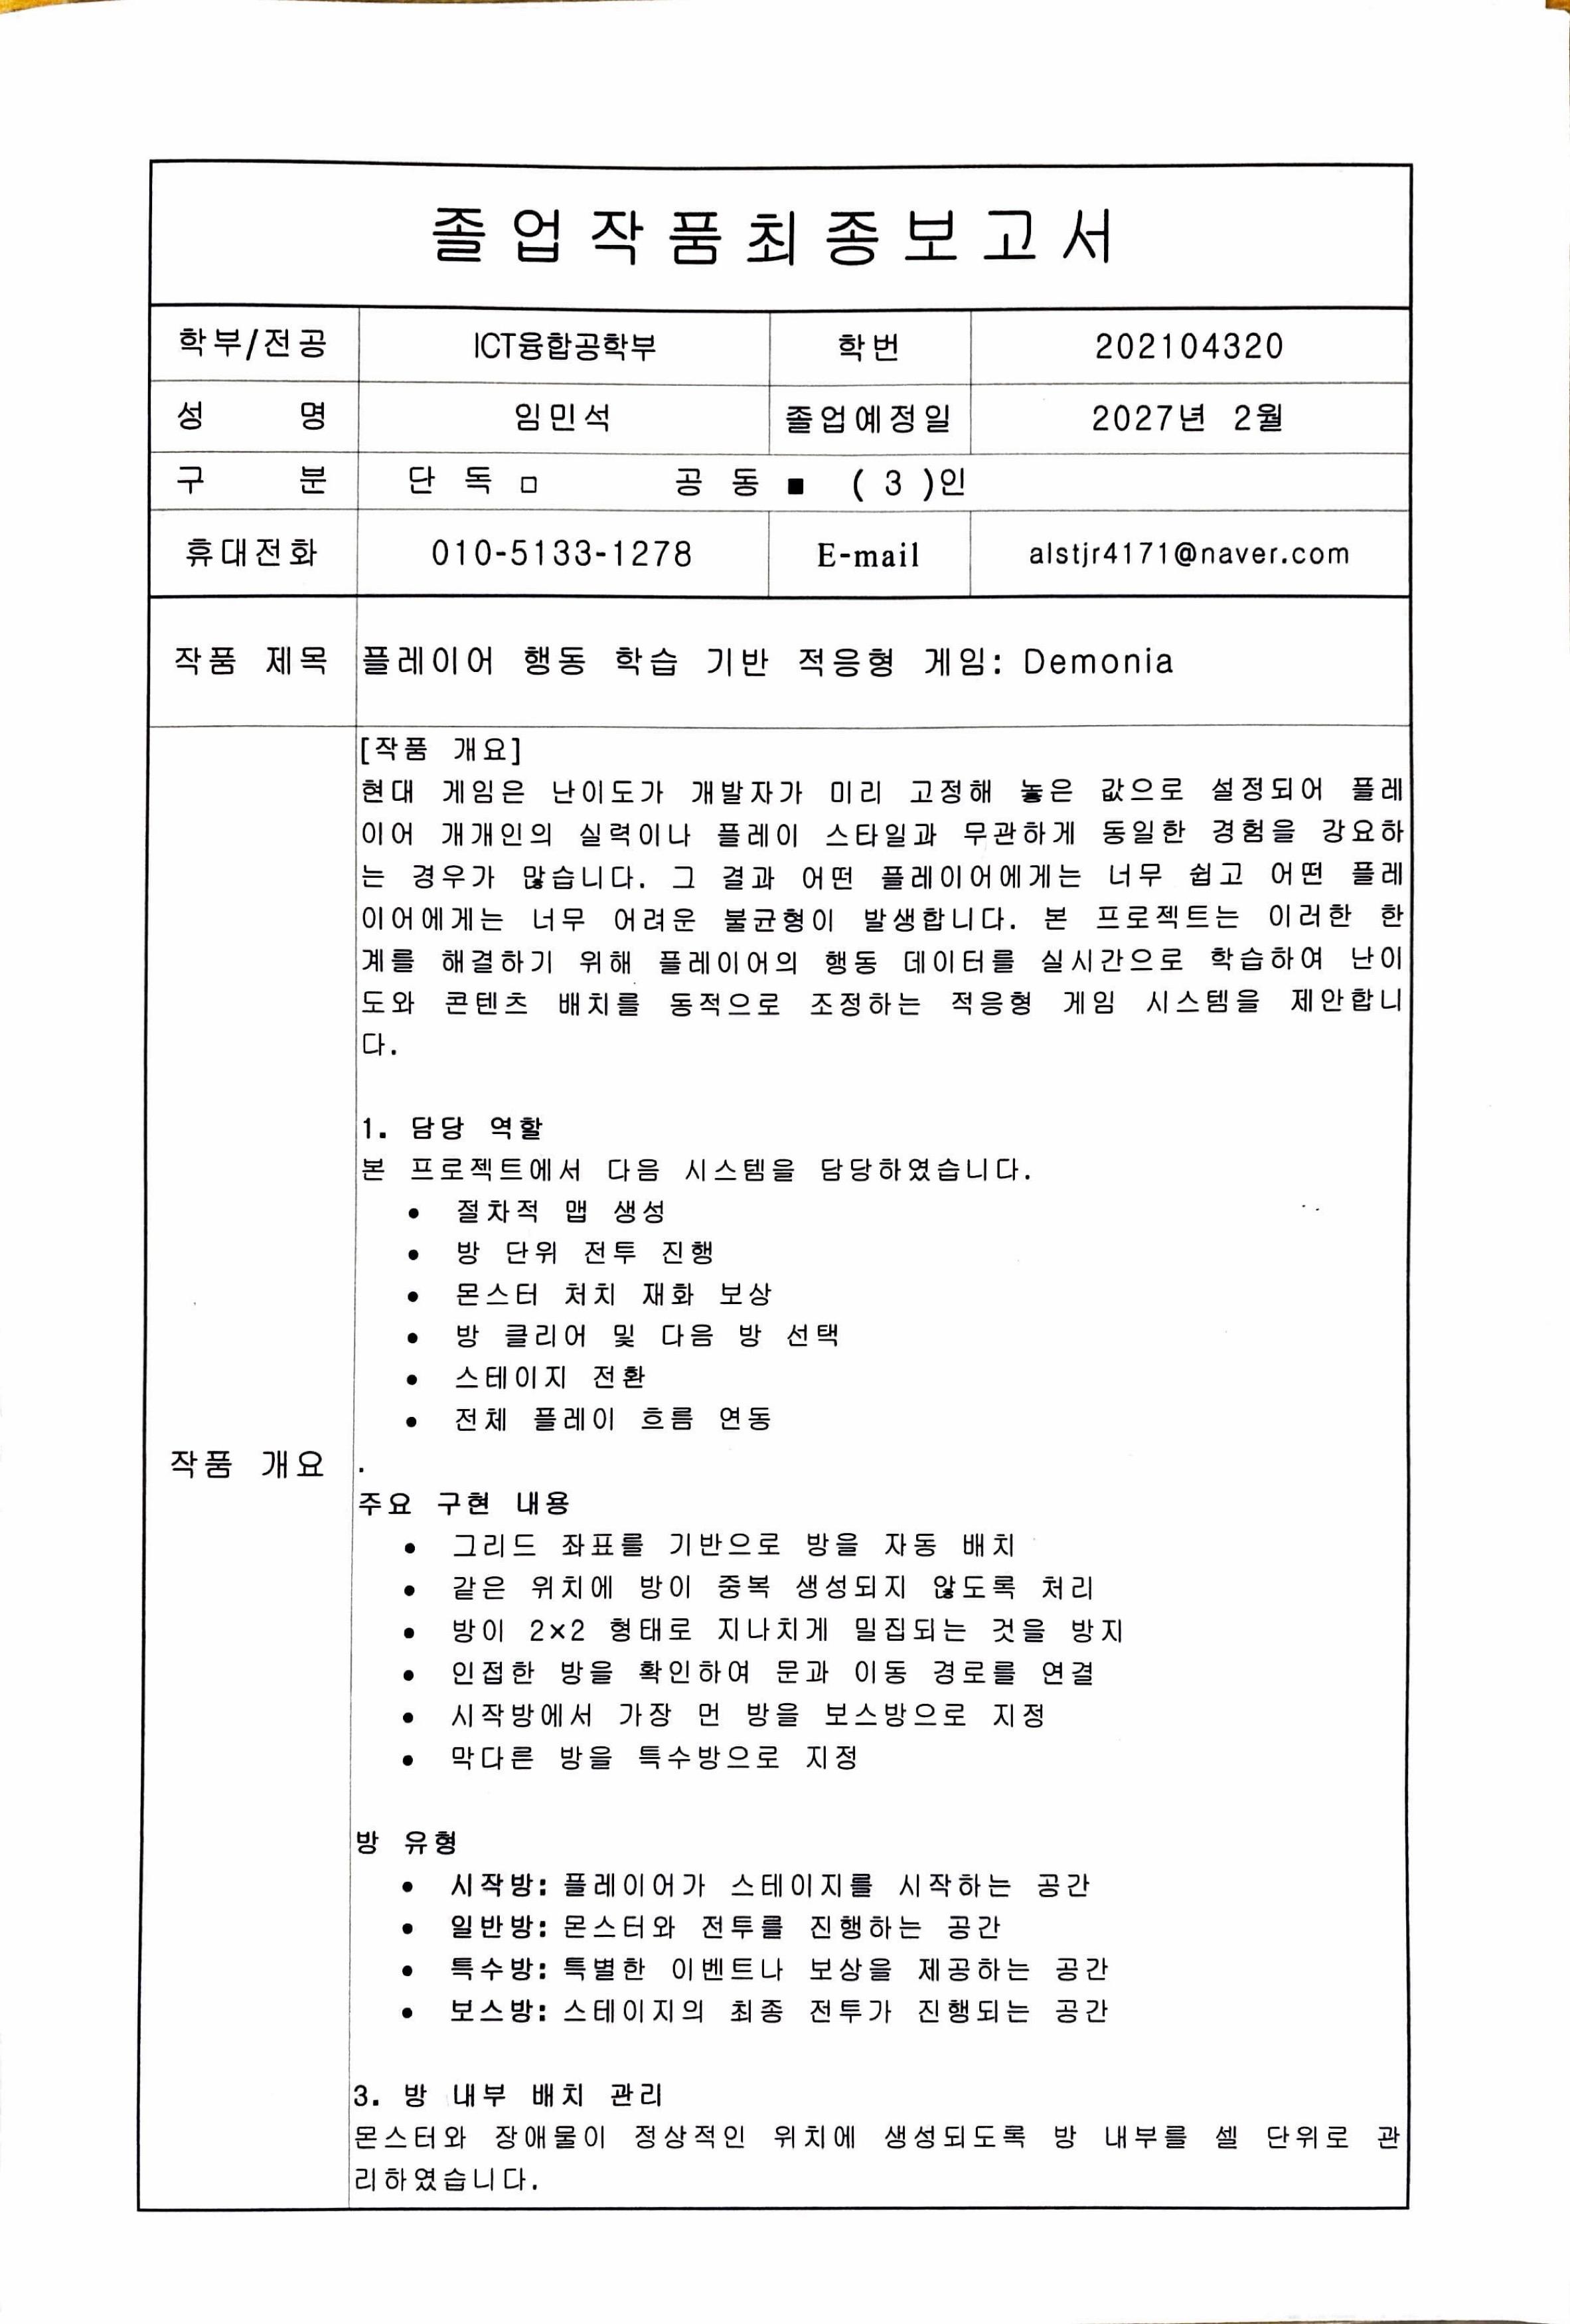 졸업작품최종보고서
학부/전공 ICT융합공학부 학번 202104320
성 명 임민석 졸업예정일 2027년 2월
구 분 단 독 □ 공 동 ■ ( 3 )인
휴대전화 010-5133-1278 E-mail alstjr4171@naver.com
작품 제목 플레이어 행동 학습 기반 적응형 게임: Demonia
작품 개요
[작품 개요]
현대 게임은 난이도가 개발자가 미리 고정해 놓은 값으로 설정되어 플레
이어 개개인의 실력이나 플레이 스타일과 무관하게 동일한 경험을 강요하
는 경우가 많습니다. 그 결과 어떤 플레이어에게는 너무 쉽고 어떤 플레
이어에게는 너무 어려운 불균형이 발생합니다. 본 프로젝트는 이러한 한
계를 해결하기 위해 플레이어의 행동 데이터를 실시간으로 학습하여 난이
도와 콘텐츠 배치를 동적으로 조정하는 적응형 게임 시스템을 제안합니
다.
1. 담당 역할
본 프로젝트에서 다음 시스템을 담당하였습니다.
• 절차적 맵 생성
• 방 단위 전투 진행
• 몬스터 처치 재화 보상
• 방 클리어 및 다음 방 선택
• 스테이지 전환
• 전체 플레이 흐름 연동
.
주요 구현 내용
• 그리드 좌표를 기반으로 방을 자동 배치
• 같은 위치에 방이 중복 생성되지 않도록 처리
• 방이 2×2 형태로 지나치게 밀집되는 것을 방지
• 인접한 방을 확인하여 문과 이동 경로를 연결
• 시작방에서 가장 먼 방을 보스방으로 지정
• 막다른 방을 특수방으로 지정
방 유형
• 시작방: 플레이어가 스테이지를 시작하는 공간
• 일반방: 몬스터와 전투를 진행하는 공간
• 특수방: 특별한 이벤트나 보상을 제공하는 공간
• 보스방: 스테이지의 최종 전투가 진행되는 공간
3. 방 내부 배치 관리
몬스터와 장애물이 정상적인 위치에 생성되도록 방 내부를 셀 단위로 관
리하였습니다.